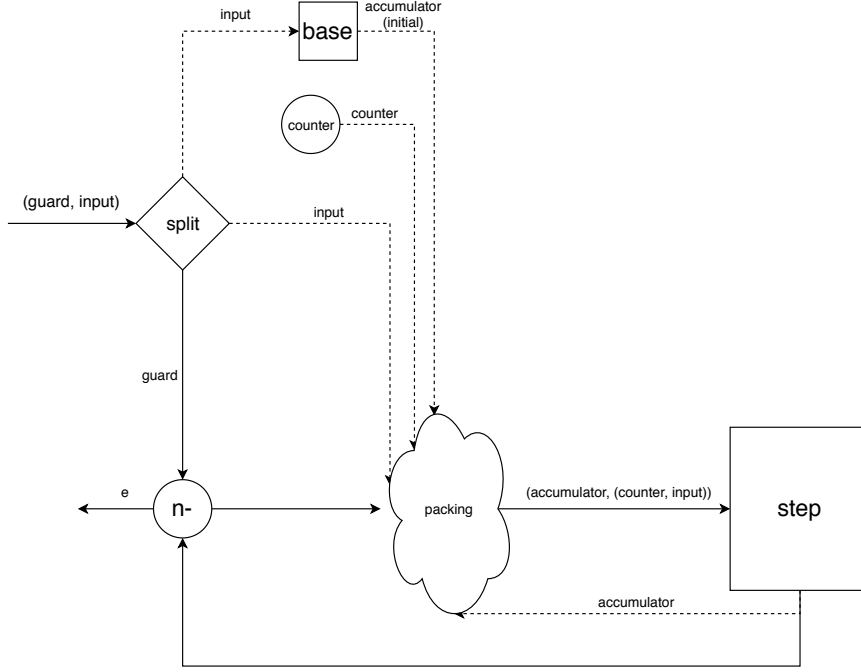 input
base
accumulator
(initial)
counter
counter
(guard, input)
split
input
guard
e
n-
packing
(accumulator, (counter, input))
step
accumulator